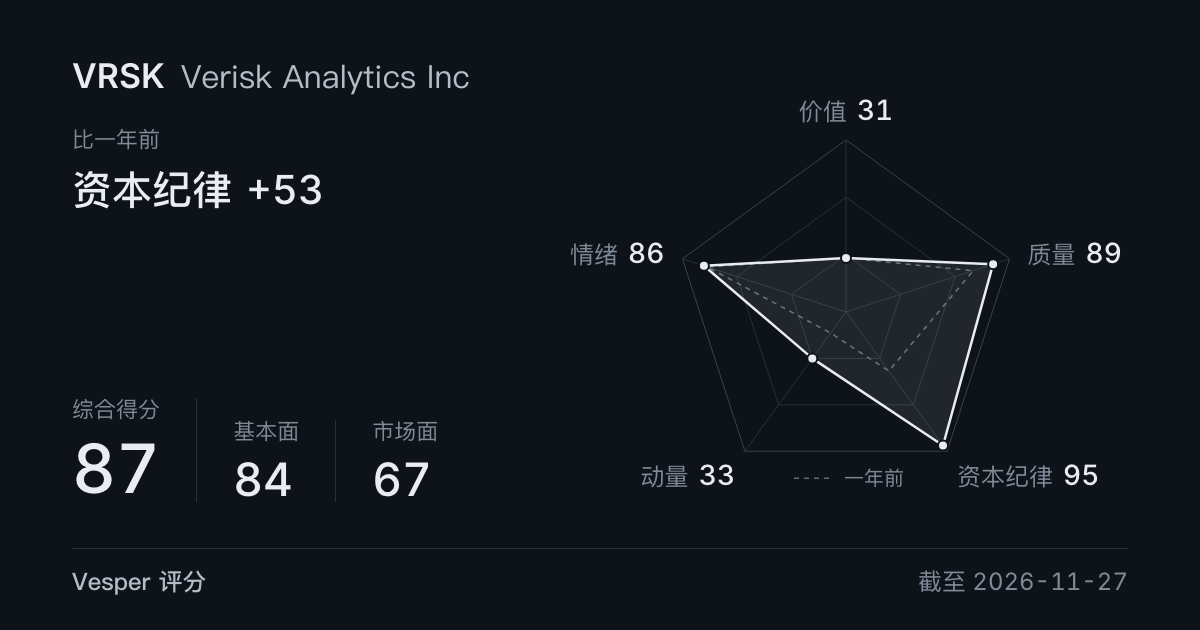 VRSK Verisk Analytics Inc
比一年前
资本纪律 +53
价值 31
情绪 86
质量 89
动量 33
---- 一年前
资本纪律 95
综合得分
87
基本面
84
市场面
67
Vesper 评分
截至 2026-11-27